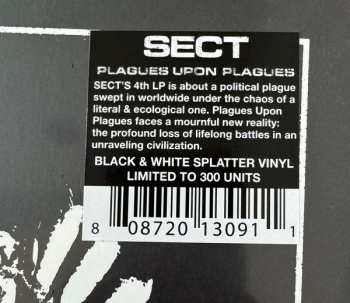 SECT
PLAGUES UPON PLAGUES
SECT'S 4th LP is about a political plague
swept in worldwide under the chaos of a
literal & ecological one. Plagues Upon
Plagues faces a mournful new reality:
the profound loss of lifelong battles in an
unraveling civilization.
BLACK & WHITE SPLATTER VINYL
LIMITED TO 300 UNITS
8 08720 13091 1